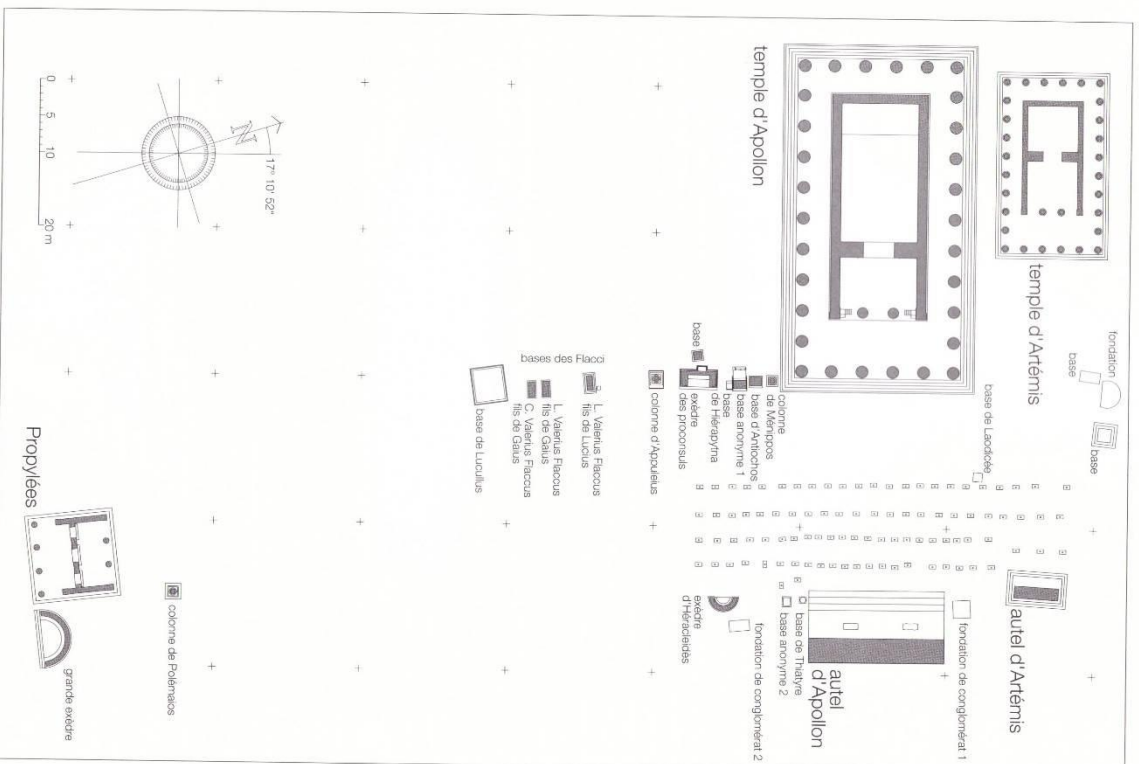 temple d'Apollon
temple d'Artémis
fondation
base
base
base de Laodicée
colonne
de Ménippos
base d'Antiochos
base anonyme 1
base
de Hiérapytna
exèdre
des proconsuls
base
colonne d'Appuleius
bases des Flacci
L. Valerius Flaccus
fils de Lucius
L. Valerius Flaccus
fils de Gaius
C. Valerius Flaccus
fils de Gaius
base de Lucullus
autel d'Artémis
fondation de conglomérat 1
autel
d'Apollon
base de Thiatyre
base anonyme 2
fondation de conglomérat 2
exèdre
d'Héracleidès
Propylées
colonne de Polémaios
grande exèdre
N
17° 10' 52"
0
5
10
20 m